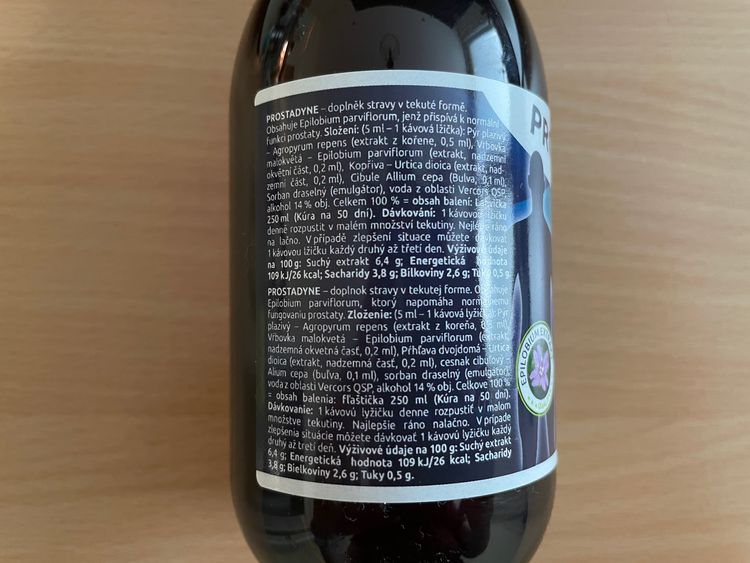 PROSTADYNE – doplněk stravy v tekuté formě.
Obsahuje Epilobium parviflorum, jenž přispívá k normální
funkci prostaty. Složení: (5 ml – 1 kávová lžička): Pýr plazivý
– Agropyrum repens (extrakt z kořene, 0,5 ml), Vrbovka
malokvětá – Epilobium parviflorum (extrakt, nadzemní
okvětní část, 0,2 ml), Kopřiva – Urtica dioica (extrakt, nad-
zemní část, 0,2 ml), Cibule Allium cepa (Bulva, 0,1 ml),
Sorban draselný (emulgátor), voda z oblasti Vercors QSP,
alkohol 14 % obj. Celkem 100 % = obsah balení: Lahvička
250 ml (Kúra na 50 dní). Dávkování: 1 kávovou lžičku
denně rozpustit v malém množství tekutiny. Nejlépe ráno
na lačno. V případě zlepšení situace můžete dávkovat
1 kávovou lžičku každý druhý až třetí den. Výživové údaje
na 100 g: Suchý extrakt 6,4 g; Energetická hodnota
109 kJ/26 kcal; Sacharidy 3,8 g; Bílkoviny 2,6 g; Tuky 0,5 g.
PROSTADYNE – doplnok stravy v tekutej forme. Obsahuje
Epilobium parviflorum, ktorý napomáha normálnemu
fungovaniu prostaty. Zloženie: (5 ml – 1 kávová lyžička): Pýr
plazivý – Agropyrum repens (extrakt z koreňa, 0,5 ml),
Vŕbovka malokvetá – Epilobium parviflorum (extrakt,
nadzemná okvetná časť, 0,2 ml), Pŕhľava dvojdomá – Urtica
dioica (extrakt, nadzemná časť, 0,2 ml), cesnak cibuľový –
Alium cepa (buľva, 0,1 ml), sorban draselný (emulgátor),
voda z oblasti Vercors QSP, alkohol 14 % obj. Celkove 100 %
= obsah balenia: fľaštička 250 ml (Kúra na 50 dní).
Dávkovanie: 1 kávovú lyžičku denne rozpustiť v malom
množstve tekutiny. Najlepšie ráno nalačno. V prípade
zlepšenia situácie môžete dávkovať 1 kávovú lyžičku každý
druhý až tretí deň. Výživové údaje na 100 g: Suchý extrakt
6,4 g; Energetická hodnota 109 kJ/26 kcal; Sacharidy
3,8 g; Bielkoviny 2,6 g; Tuky 0,5 g.
PR